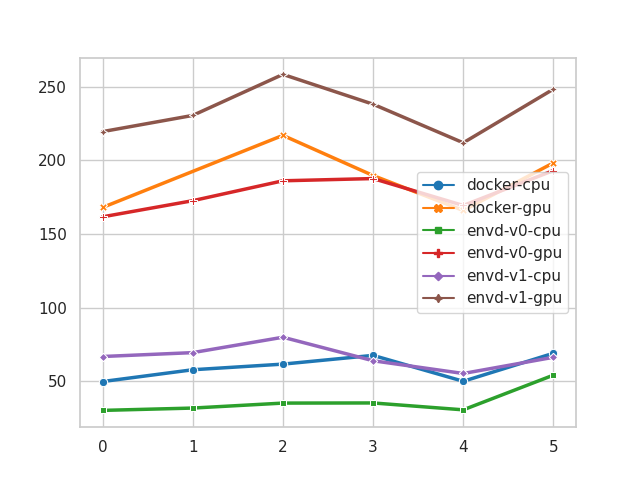 250
200
150
100
50
0
1
2
3
4
5
docker-cpu
docker-gpu
envd-v0-cpu
envd-v0-gpu
envd-v1-cpu
envd-v1-gpu